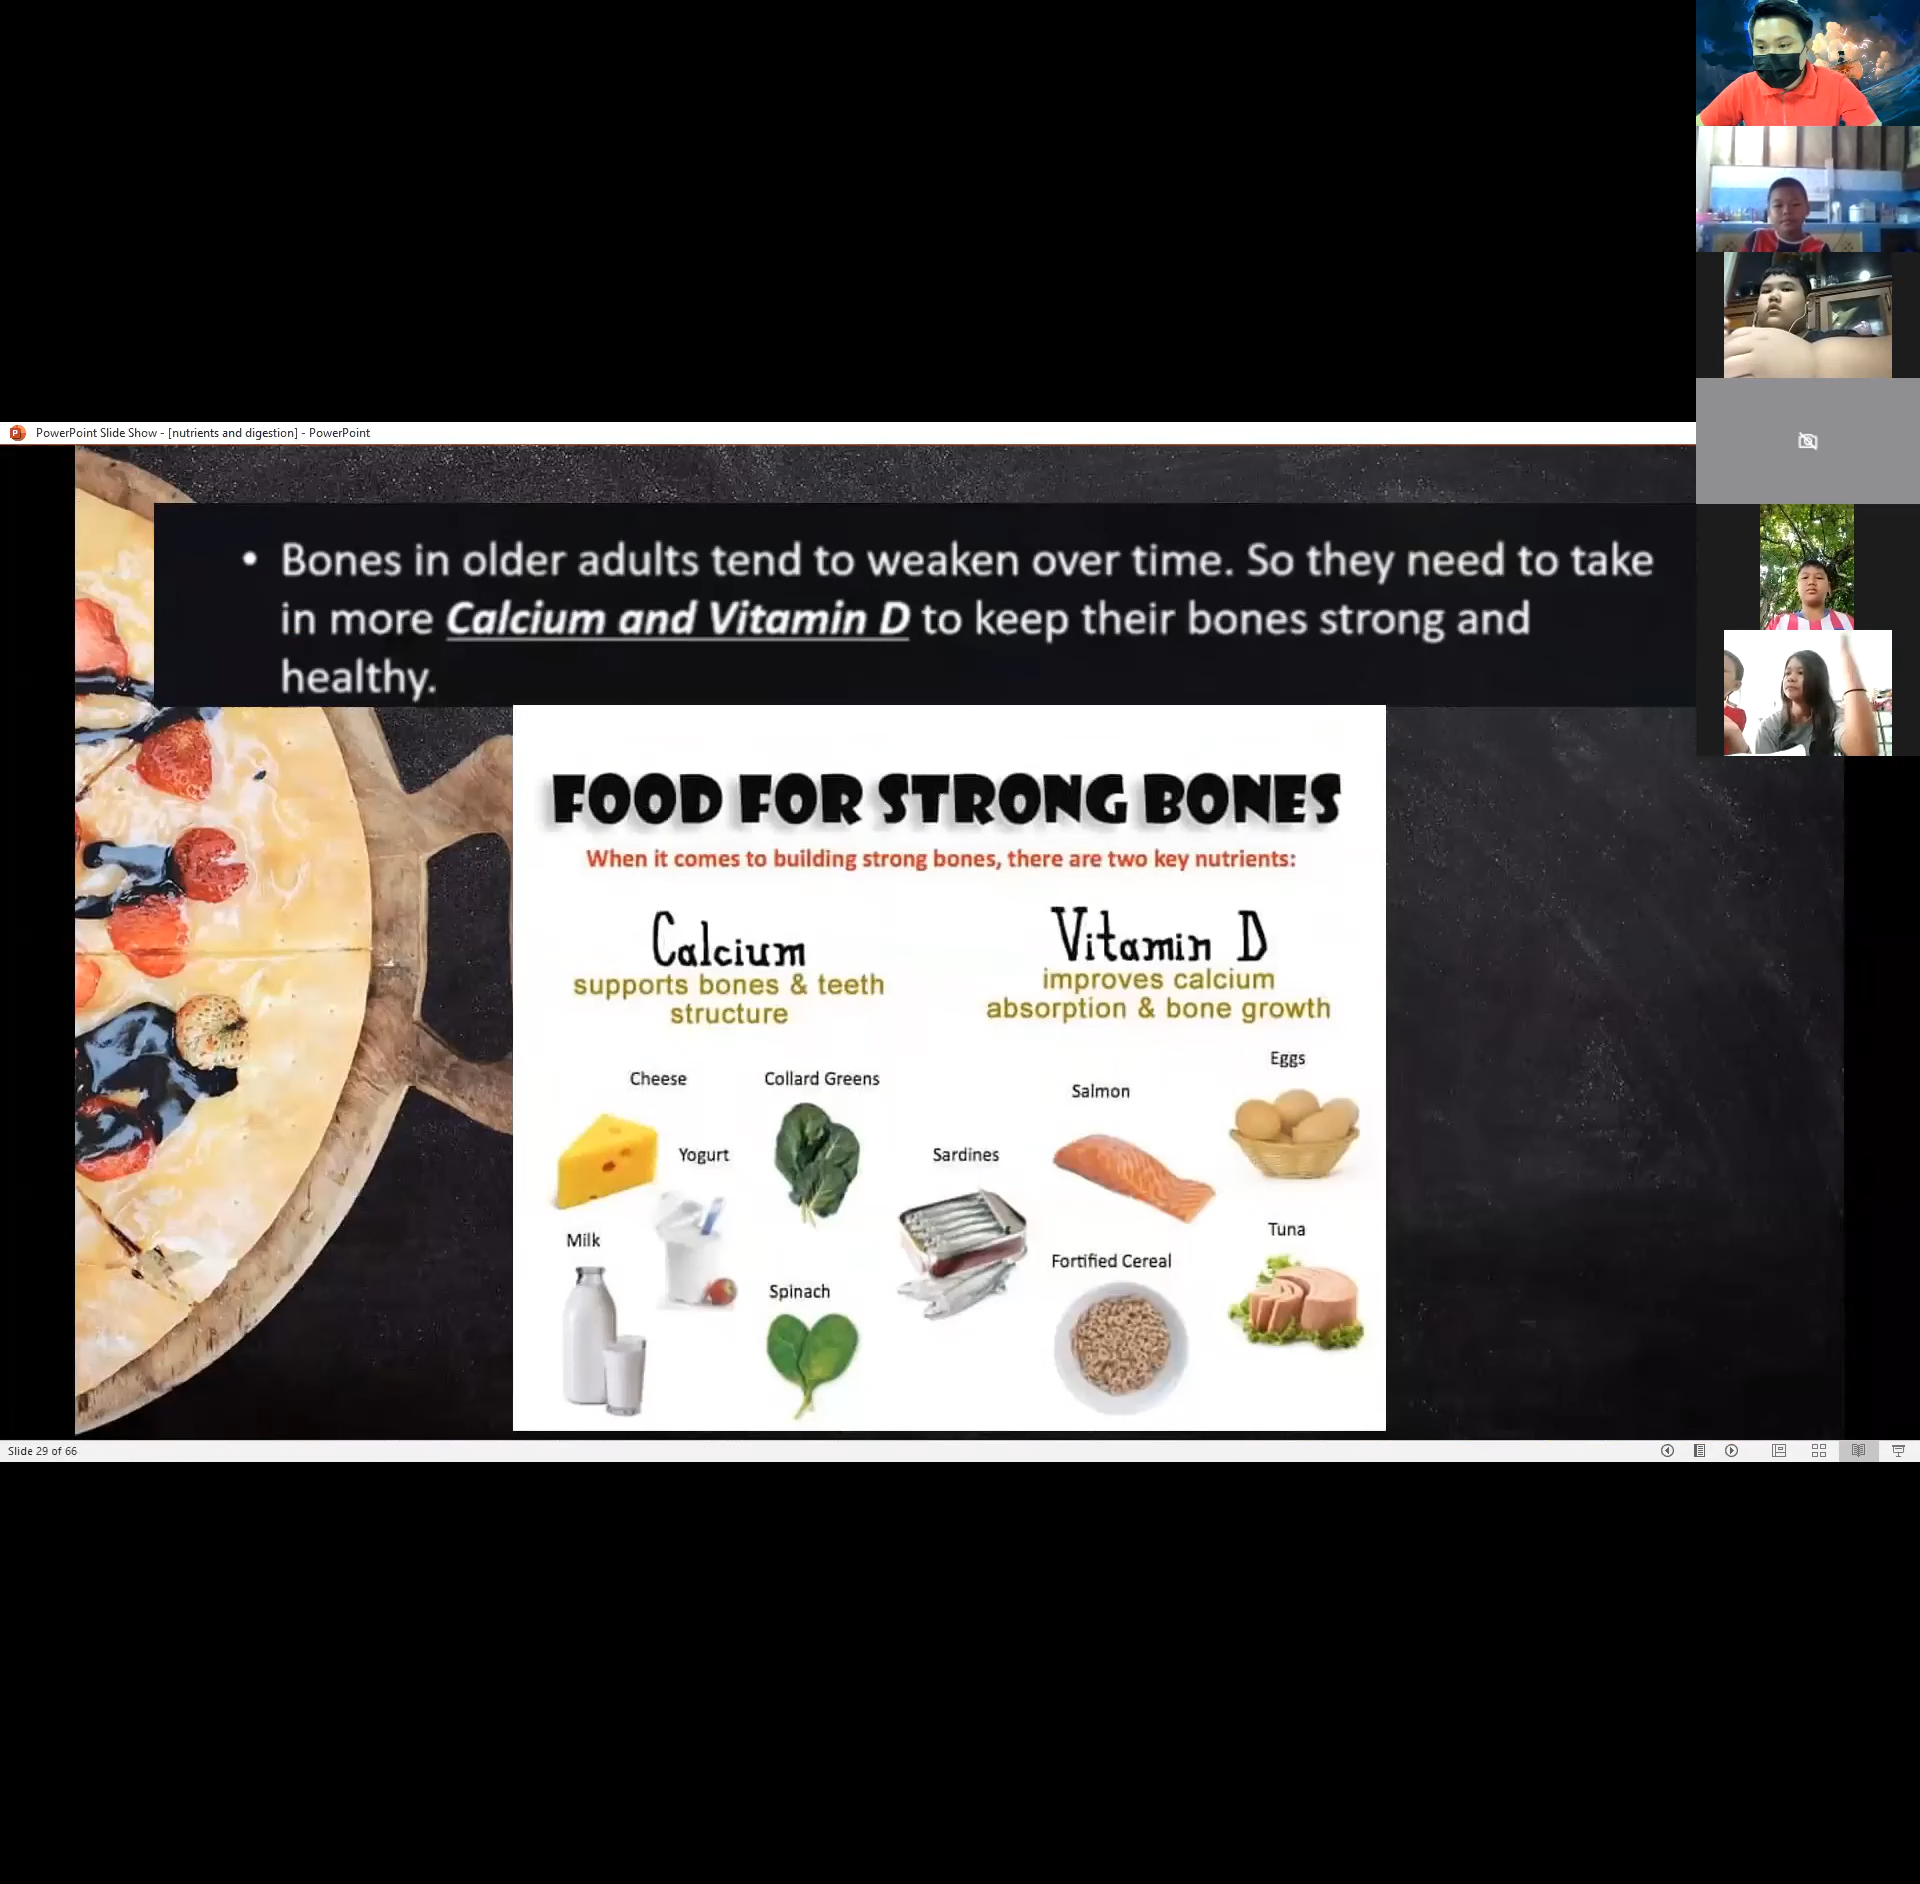 PowerPoint Slide Show - [nutrients and digestion] - PowerPoint
• Bones in older adults tend to weaken over time. So they need to take
in more Calcium and Vitamin D to keep their bones strong and
healthy.
FOOD FOR STRONG BONES
When it comes to building strong bones, there are two key nutrients:
Calcium
supports bones & teeth
structure
Vitamin D
improves calcium
absorption & bone growth
Cheese
Collard Greens
Yogurt
Milk
Spinach
Sardines
Salmon
Eggs
Fortified Cereal
Tuna
Slide 29 of 66